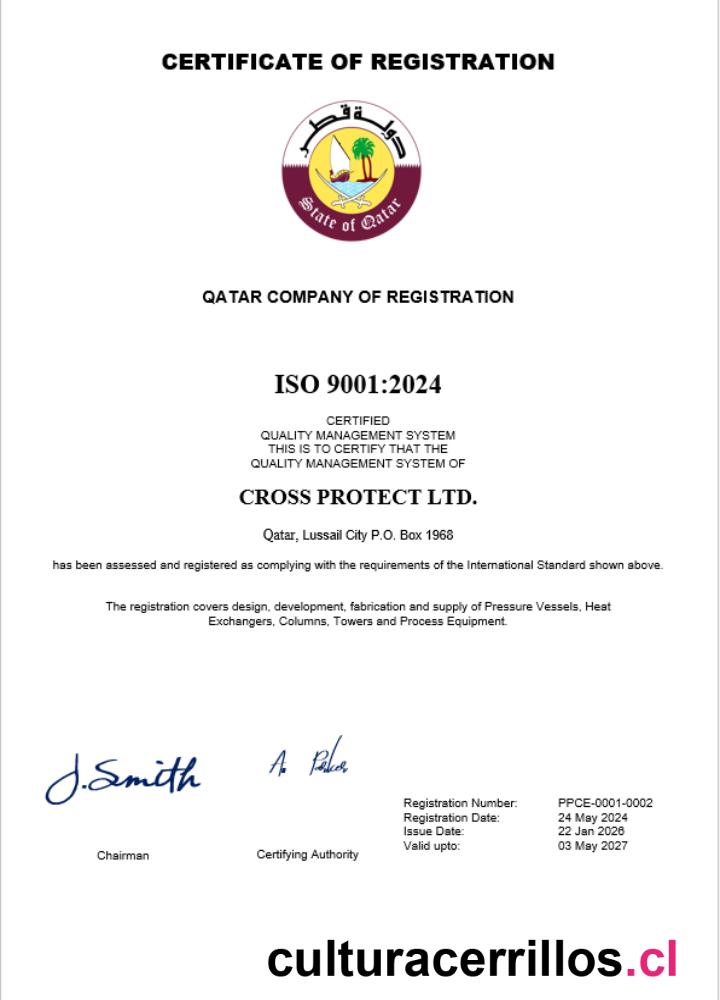 CERTIFICATE OF REGISTRATION
دولة قطر
State of Qatar
QATAR COMPANY OF REGISTRATION
ISO 9001:2024
CERTIFIED
QUALITY MANAGEMENT SYSTEM
THIS IS TO CERTIFY THAT THE
QUALITY MANAGEMENT SYSTEM OF
CROSS PROTECT LTD.
Qatar, Lussail City P.O. Box 1968
has been assessed and registered as complying with the requirements of the International Standard shown above.
The registration covers design, development, fabrication and supply of Pressure Vessels, Heat
Exchangers, Columns, Towers and Process Equipment.
J. Smith
A. Parker
Registration Number: PPCE-0001-0002
Registration Date: 24 May 2024
Issue Date: 22 Jan 2026
Valid upto: 03 May 2027
Chairman
Certifying Authority
culturacerrillos.cl